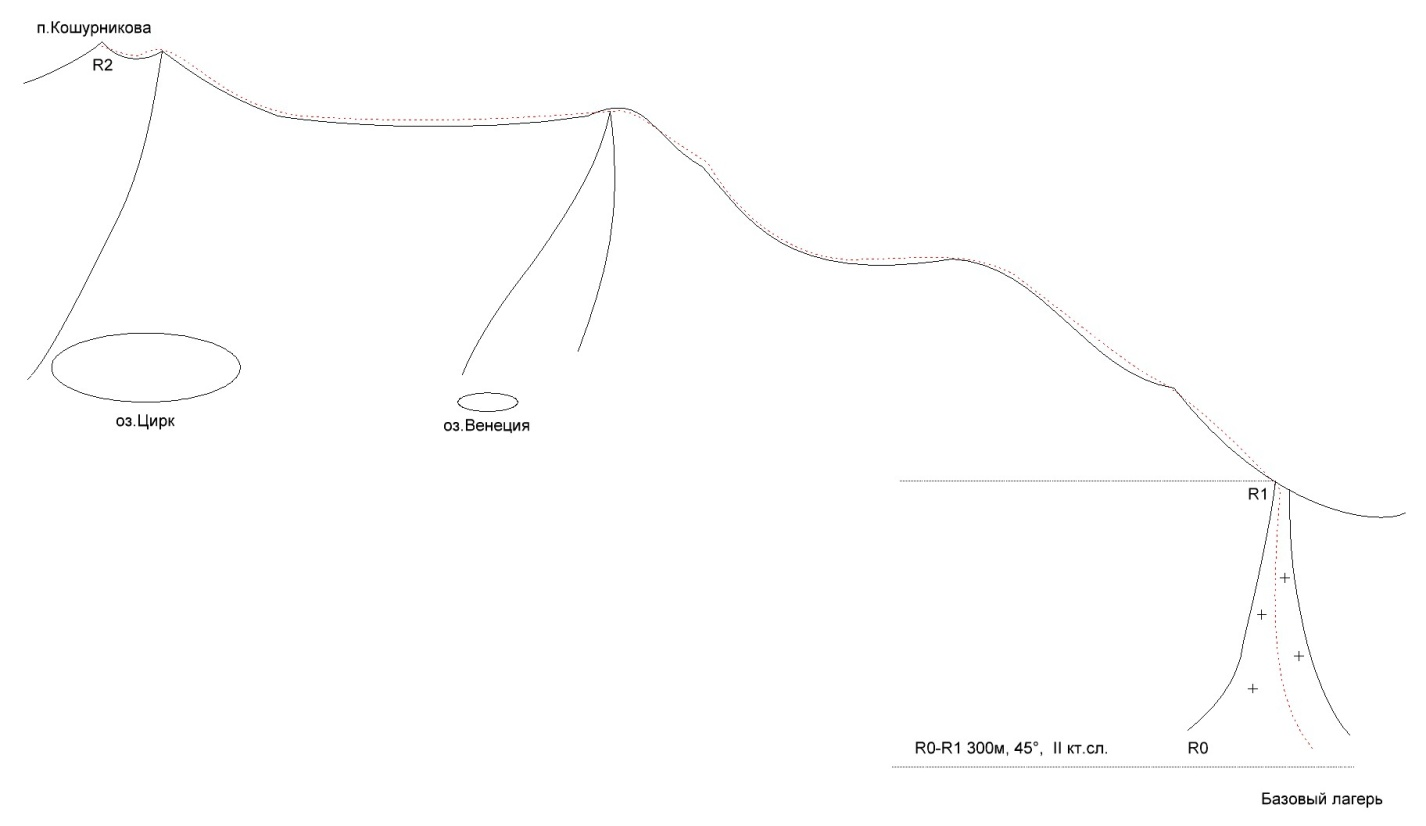 п.Кошурникова
R2
оз.Цирк
оз.Венеция
R1
R0-R1 300м, 45°, II кт.сл.
R0
Базовый лагерь